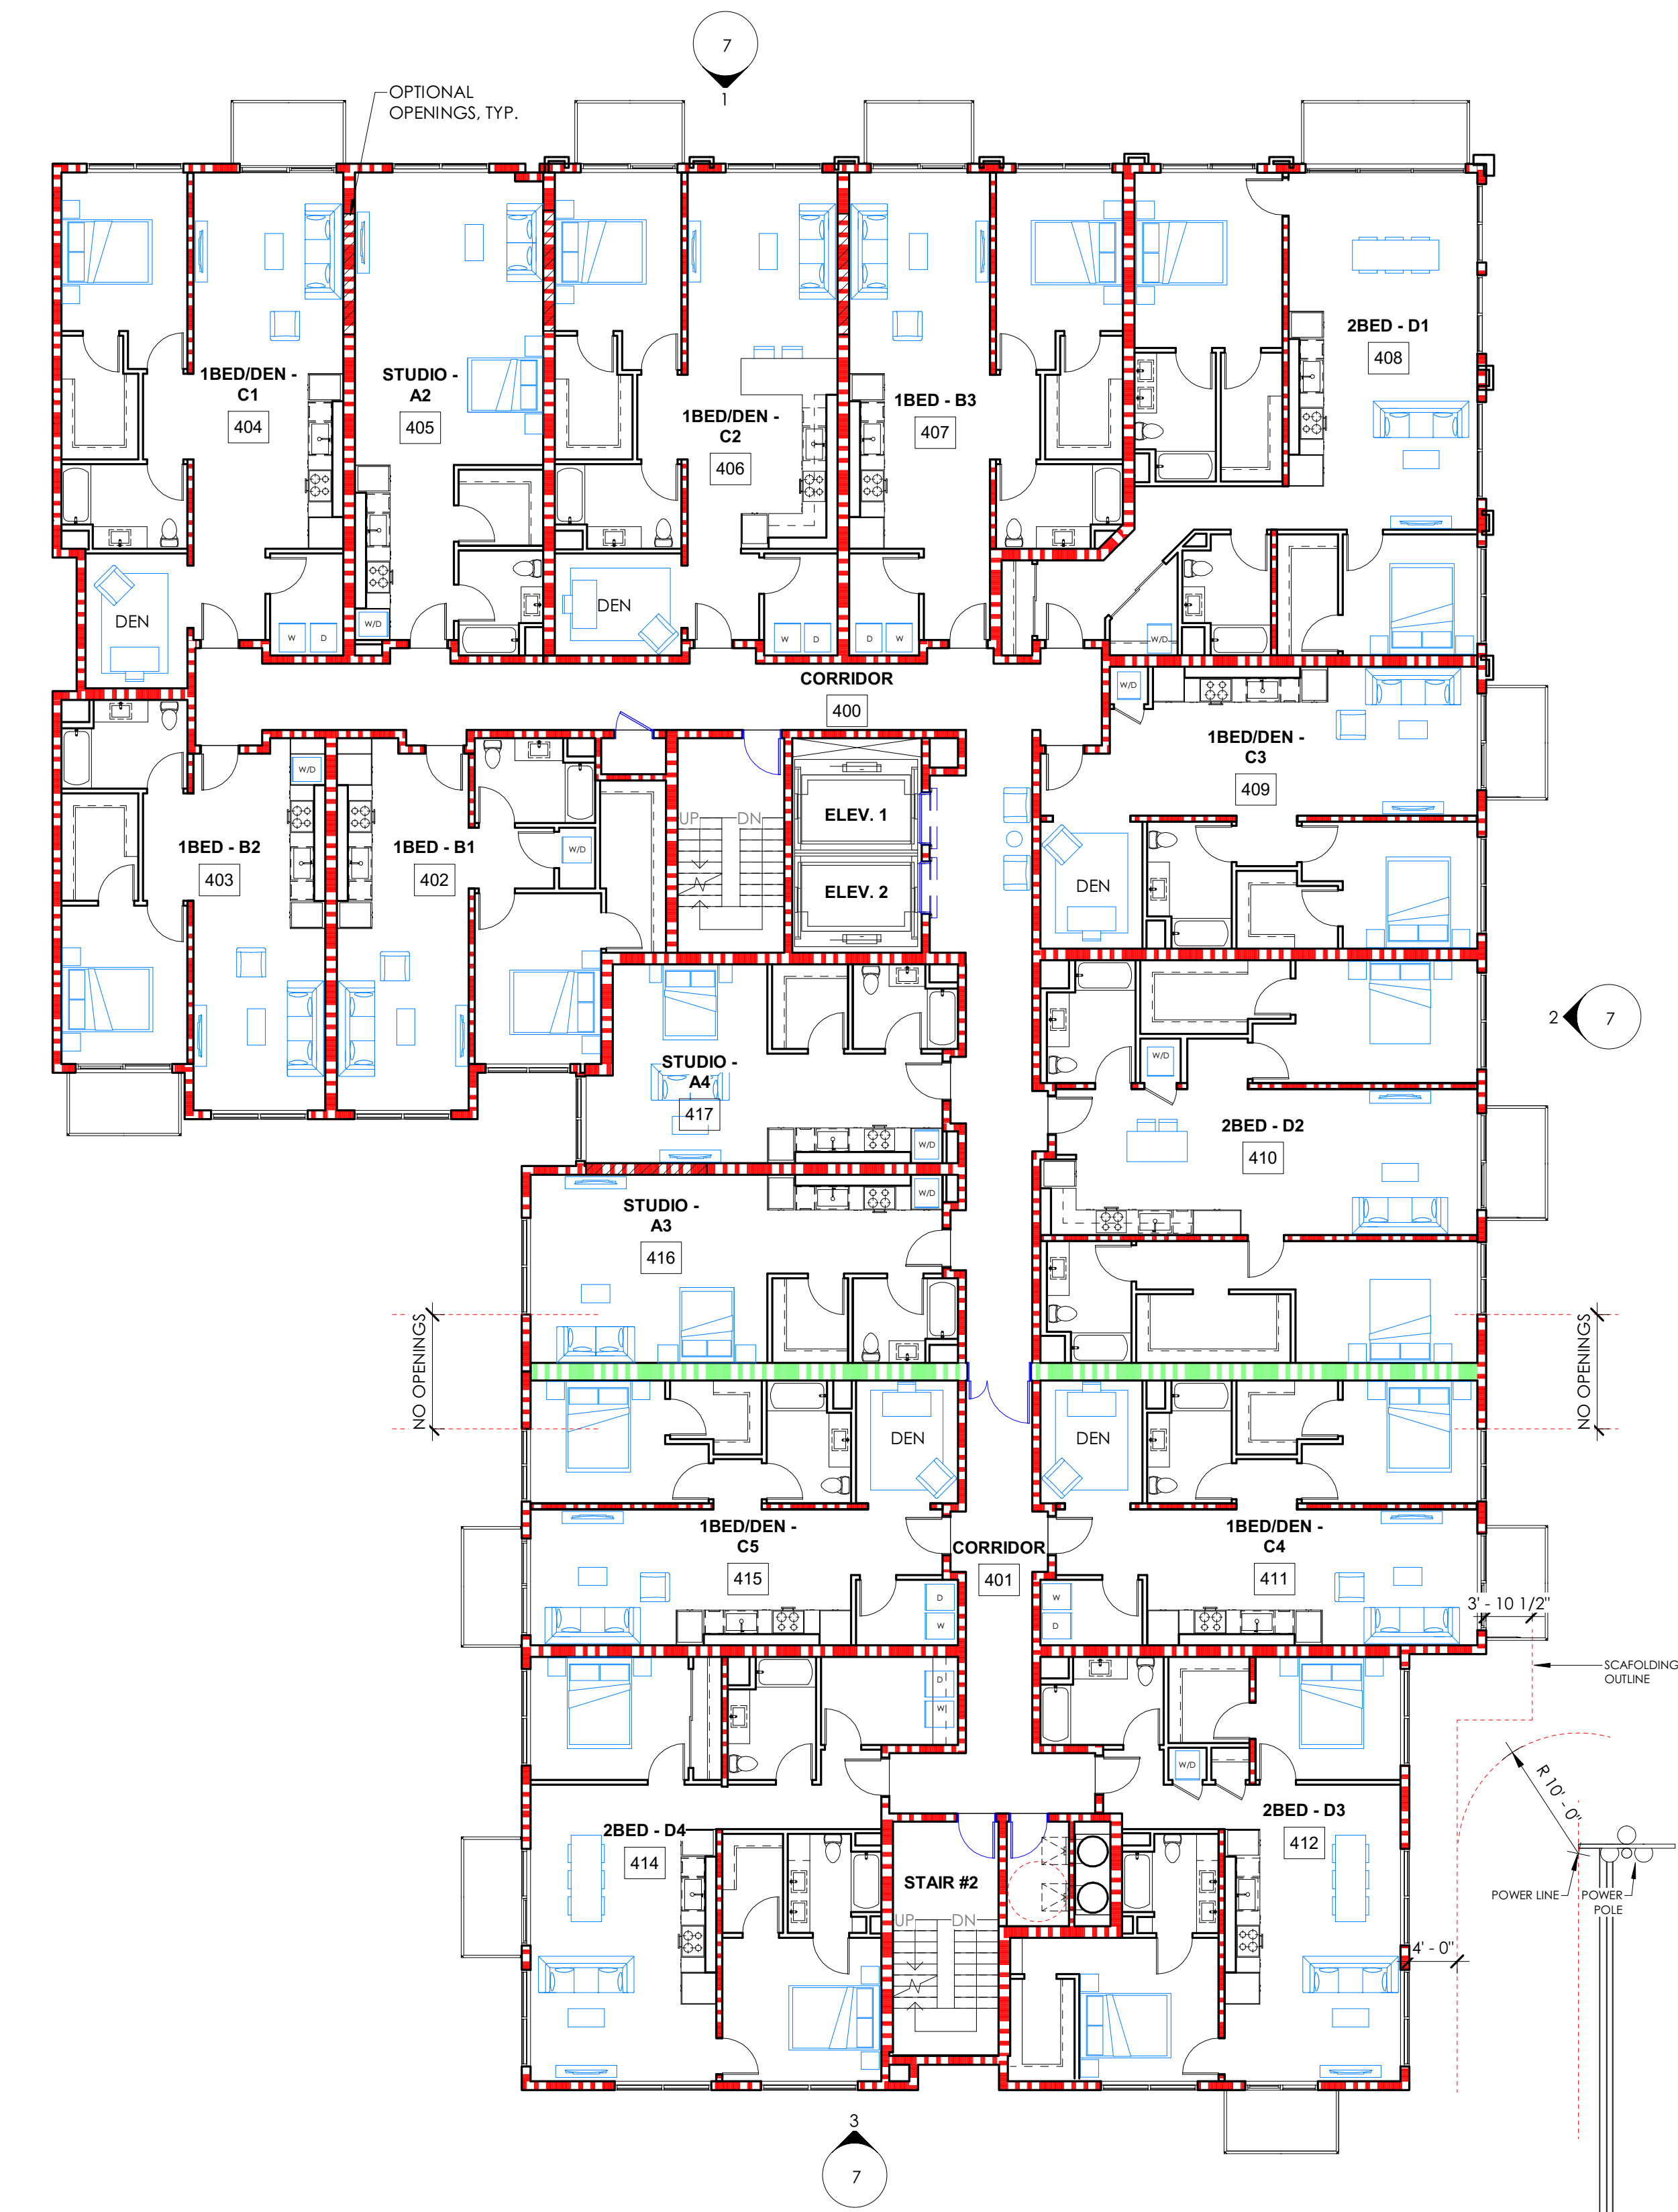 7
1
OPTIONAL
OPENINGS, TYP.
1BED/DEN -
C1
404
STUDIO -
A2
405
1BED/DEN -
C2
406
1BED - B3
407
2BED - D1
408
DEN
W
D
W/D
DEN
W
D
D
W
W/D
CORRIDOR
400
W/D
1BED/DEN -
C3
409
DEN
W/D
1BED - B2
403
1BED - B1
402
W/D
UP
DN
ELEV. 1
ELEV. 2
2
7
STUDIO -
A4
417
W/D
W/D
2BED - D2
410
STUDIO -
A3
416
W/D
NO OPENINGS
NO OPENINGS
DEN
DEN
1BED/DEN -
C5
415
D
W
CORRIDOR
401
1BED/DEN -
C4
411
W
D
3' - 10 1/2"
SCAFOLDING
OUTLINE
D
W
W/D
R 10' - 0"
2BED - D4
414
2BED - D3
412
STAIR #2
UP
DN
POWER LINE
POWER
POLE
4' - 0"
3
7